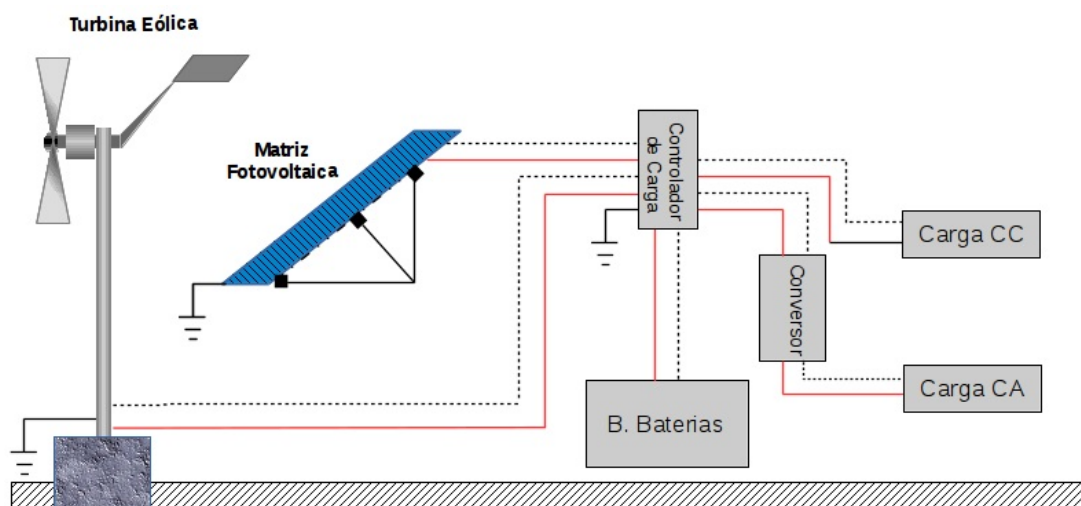 Turbina Eólica
Matriz
Fotovoltaica
Controlador
de Carga
Carga CC
Conversor
Carga CA
B. Baterias